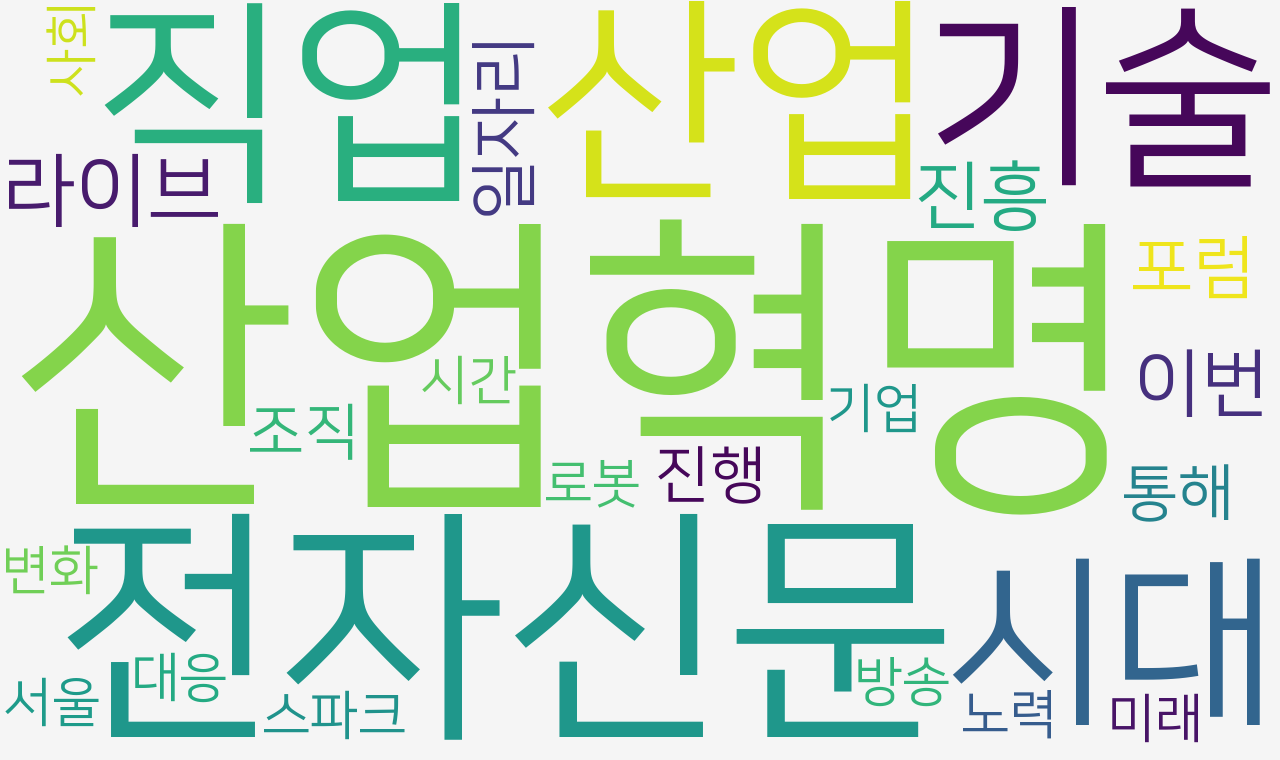 사회
직업
일자리
산업
기술
라이브
진흥
산업혁명
포럼
시간
이번
조직
기업
로봇
진행
통해
변화
전자신문
시대
서울
대응
스파크
방송
노력
미래